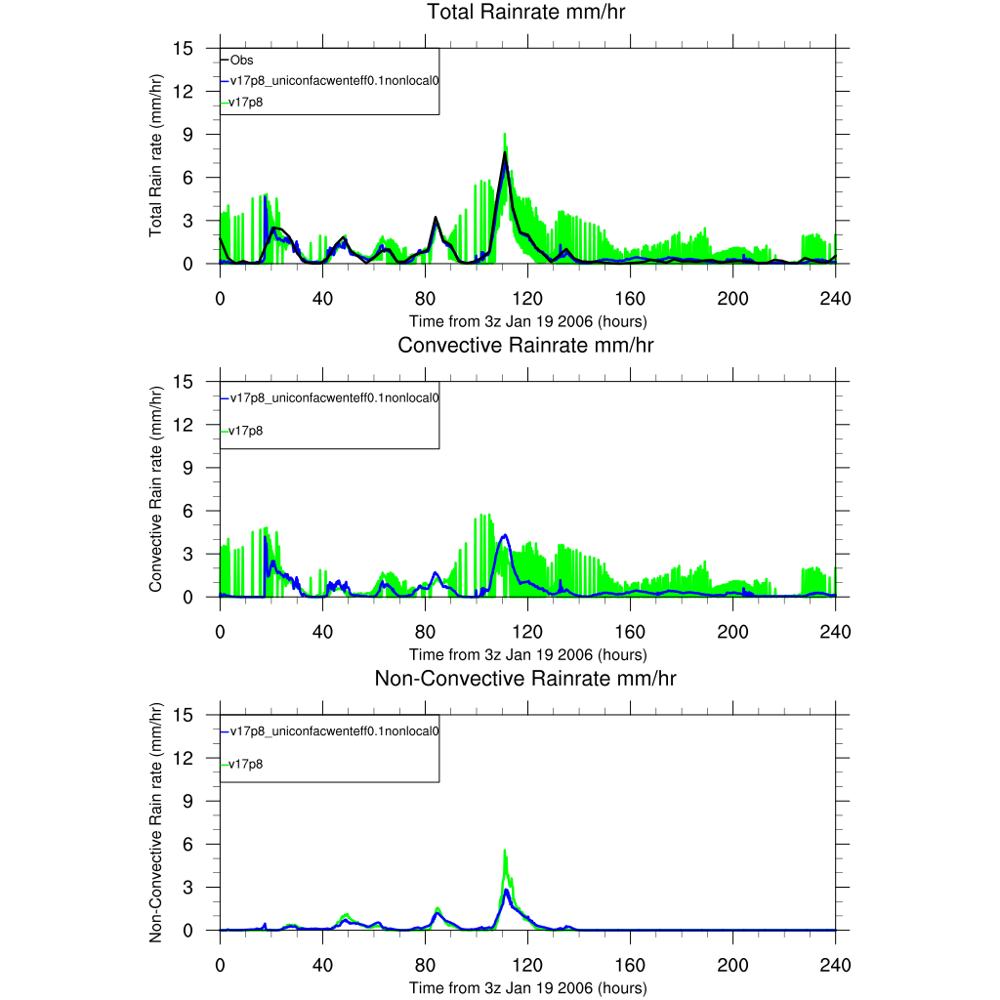 Total Rainrate mm/hr
Total Rain rate (mm/hr)
15
12
9
6
3
0
Obs
v17p8_uniconfacwenteff0.1nonlocal0
v17p8
0 40 80 120 160 200 240
Time from 3z Jan 19 2006 (hours)
Convective Rainrate mm/hr
Convective Rain rate (mm/hr)
15
12
9
6
3
0
v17p8_uniconfacwenteff0.1nonlocal0
v17p8
0 40 80 120 160 200 240
Time from 3z Jan 19 2006 (hours)
Non-Convective Rainrate mm/hr
Non-Convective Rain rate (mm/hr)
15
12
9
6
3
0
v17p8_uniconfacwenteff0.1nonlocal0
v17p8
0 40 80 120 160 200 240
Time from 3z Jan 19 2006 (hours)